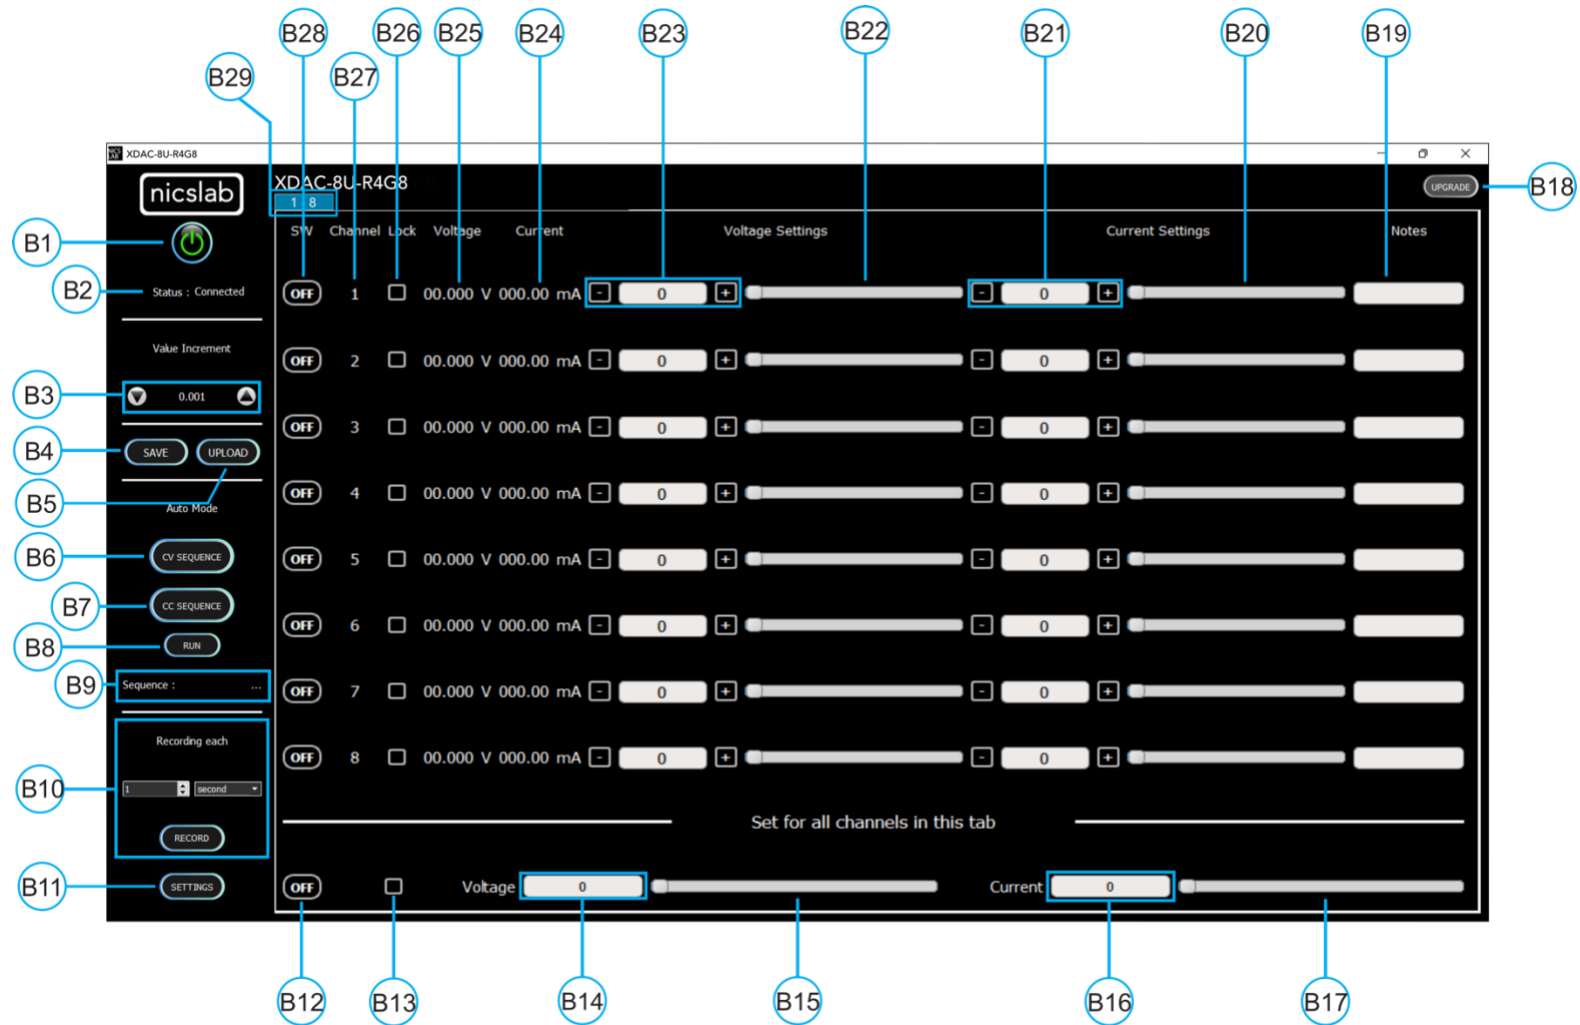 B28 B26 B25 B24 B23 B22 B21 B20 B19
B29 B27
NICS LAB XDAC-8U-R4G8
nicslab XDAC-8U-R4G8 UPGRADE B18
1 8
B1 SW Channel Lock Voltage Current Voltage Settings Current Settings Notes
B2 Status : Connected OFF 1 00.000 V 000.00 mA - 0 + - 0 +
Value Increment
OFF 2 00.000 V 000.00 mA - 0 + - 0 +
B3 0.001
OFF 3 00.000 V 000.00 mA - 0 + - 0 +
B4 SAVE UPLOAD
OFF 4 00.000 V 000.00 mA - 0 + - 0 +
B5 Auto Mode
B6 CV SEQUENCE OFF 5 00.000 V 000.00 mA - 0 + - 0 +
B7 CC SEQUENCE
OFF 6 00.000 V 000.00 mA - 0 + - 0 +
B8 RUN
B9 Sequence : ... OFF 7 00.000 V 000.00 mA - 0 + - 0 +
Recording each
OFF 8 00.000 V 000.00 mA - 0 + - 0 +
B10 1 second
Set for all channels in this tab
RECORD
B11 SETTINGS OFF Voltage 0 Current 0
B12 B13 B14 B15 B16 B17